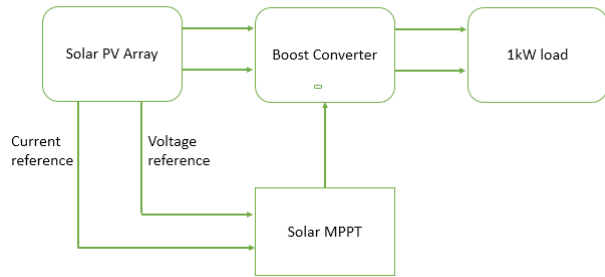 Solar PV Array
Boost Converter
1kW load
Current
reference
Voltage
reference
Solar MPPT